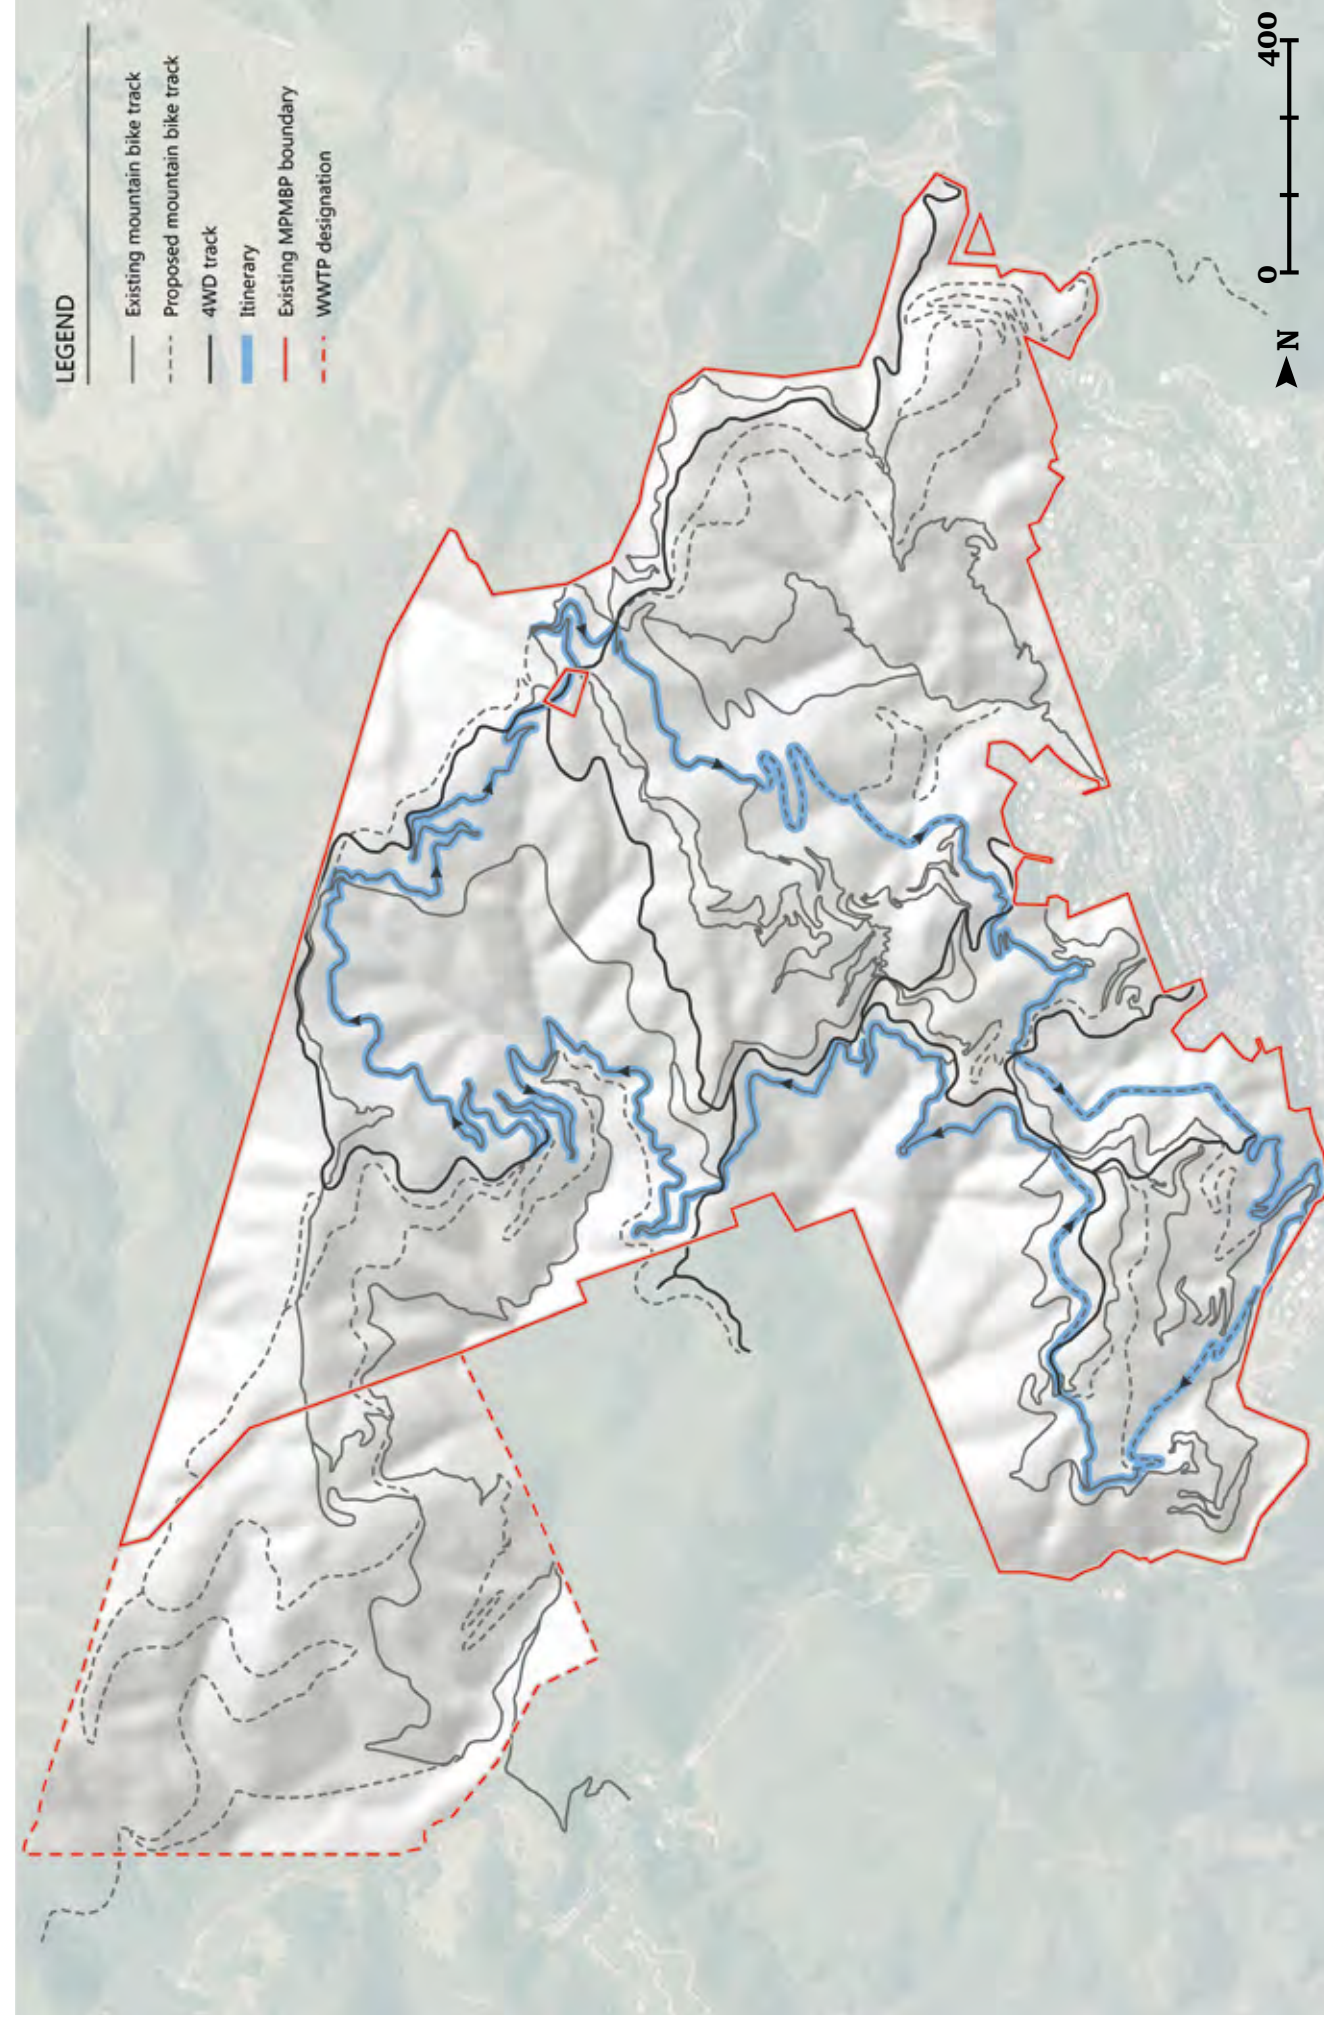 LEGEND
Existing mountain bike track
Proposed mountain bike track
4WD track
Itinerary
Existing MPMBP boundary
WWTP designation
N
0
400